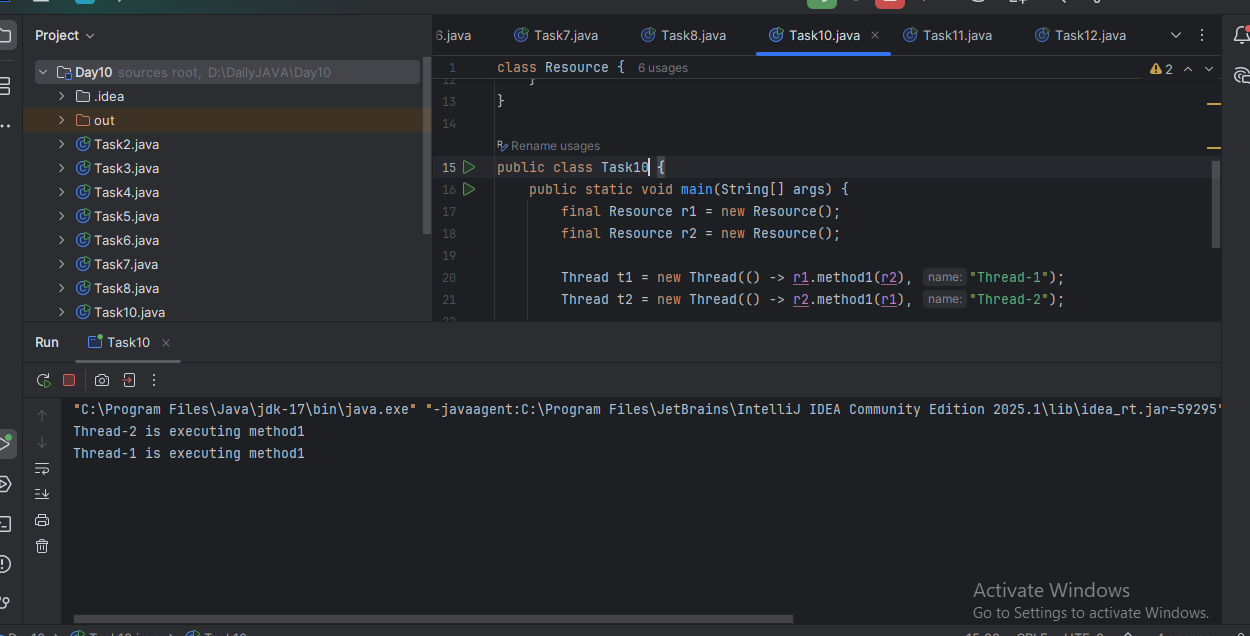 Project
6.java Task7.java Task8.java Task10.java Task11.java Task12.java
Day10 sources root, D:\DailyJAVA\Day10
.idea
out
Task2.java
Task3.java
Task4.java
Task5.java
Task6.java
Task7.java
Task8.java
Task10.java
1 class Resource { 6 usages
2
12 }
13 }
14
Rename usages
15 public class Task10 {
16 public static void main(String[] args) {
17 final Resource r1 = new Resource();
18 final Resource r2 = new Resource();
19
20 Thread t1 = new Thread(() -> r1.method1(r2), name: "Thread-1");
21 Thread t2 = new Thread(() -> r2.method1(r1), name: "Thread-2");
Run Task10
"C:\Program Files\Java\jdk-17\bin\java.exe" "-javaagent:C:\Program Files\JetBrains\IntelliJ IDEA Community Edition 2025.1\lib\idea_rt.jar=59295"
Thread-2 is executing method1
Thread-1 is executing method1
Activate Windows
Go to Settings to activate Windows.